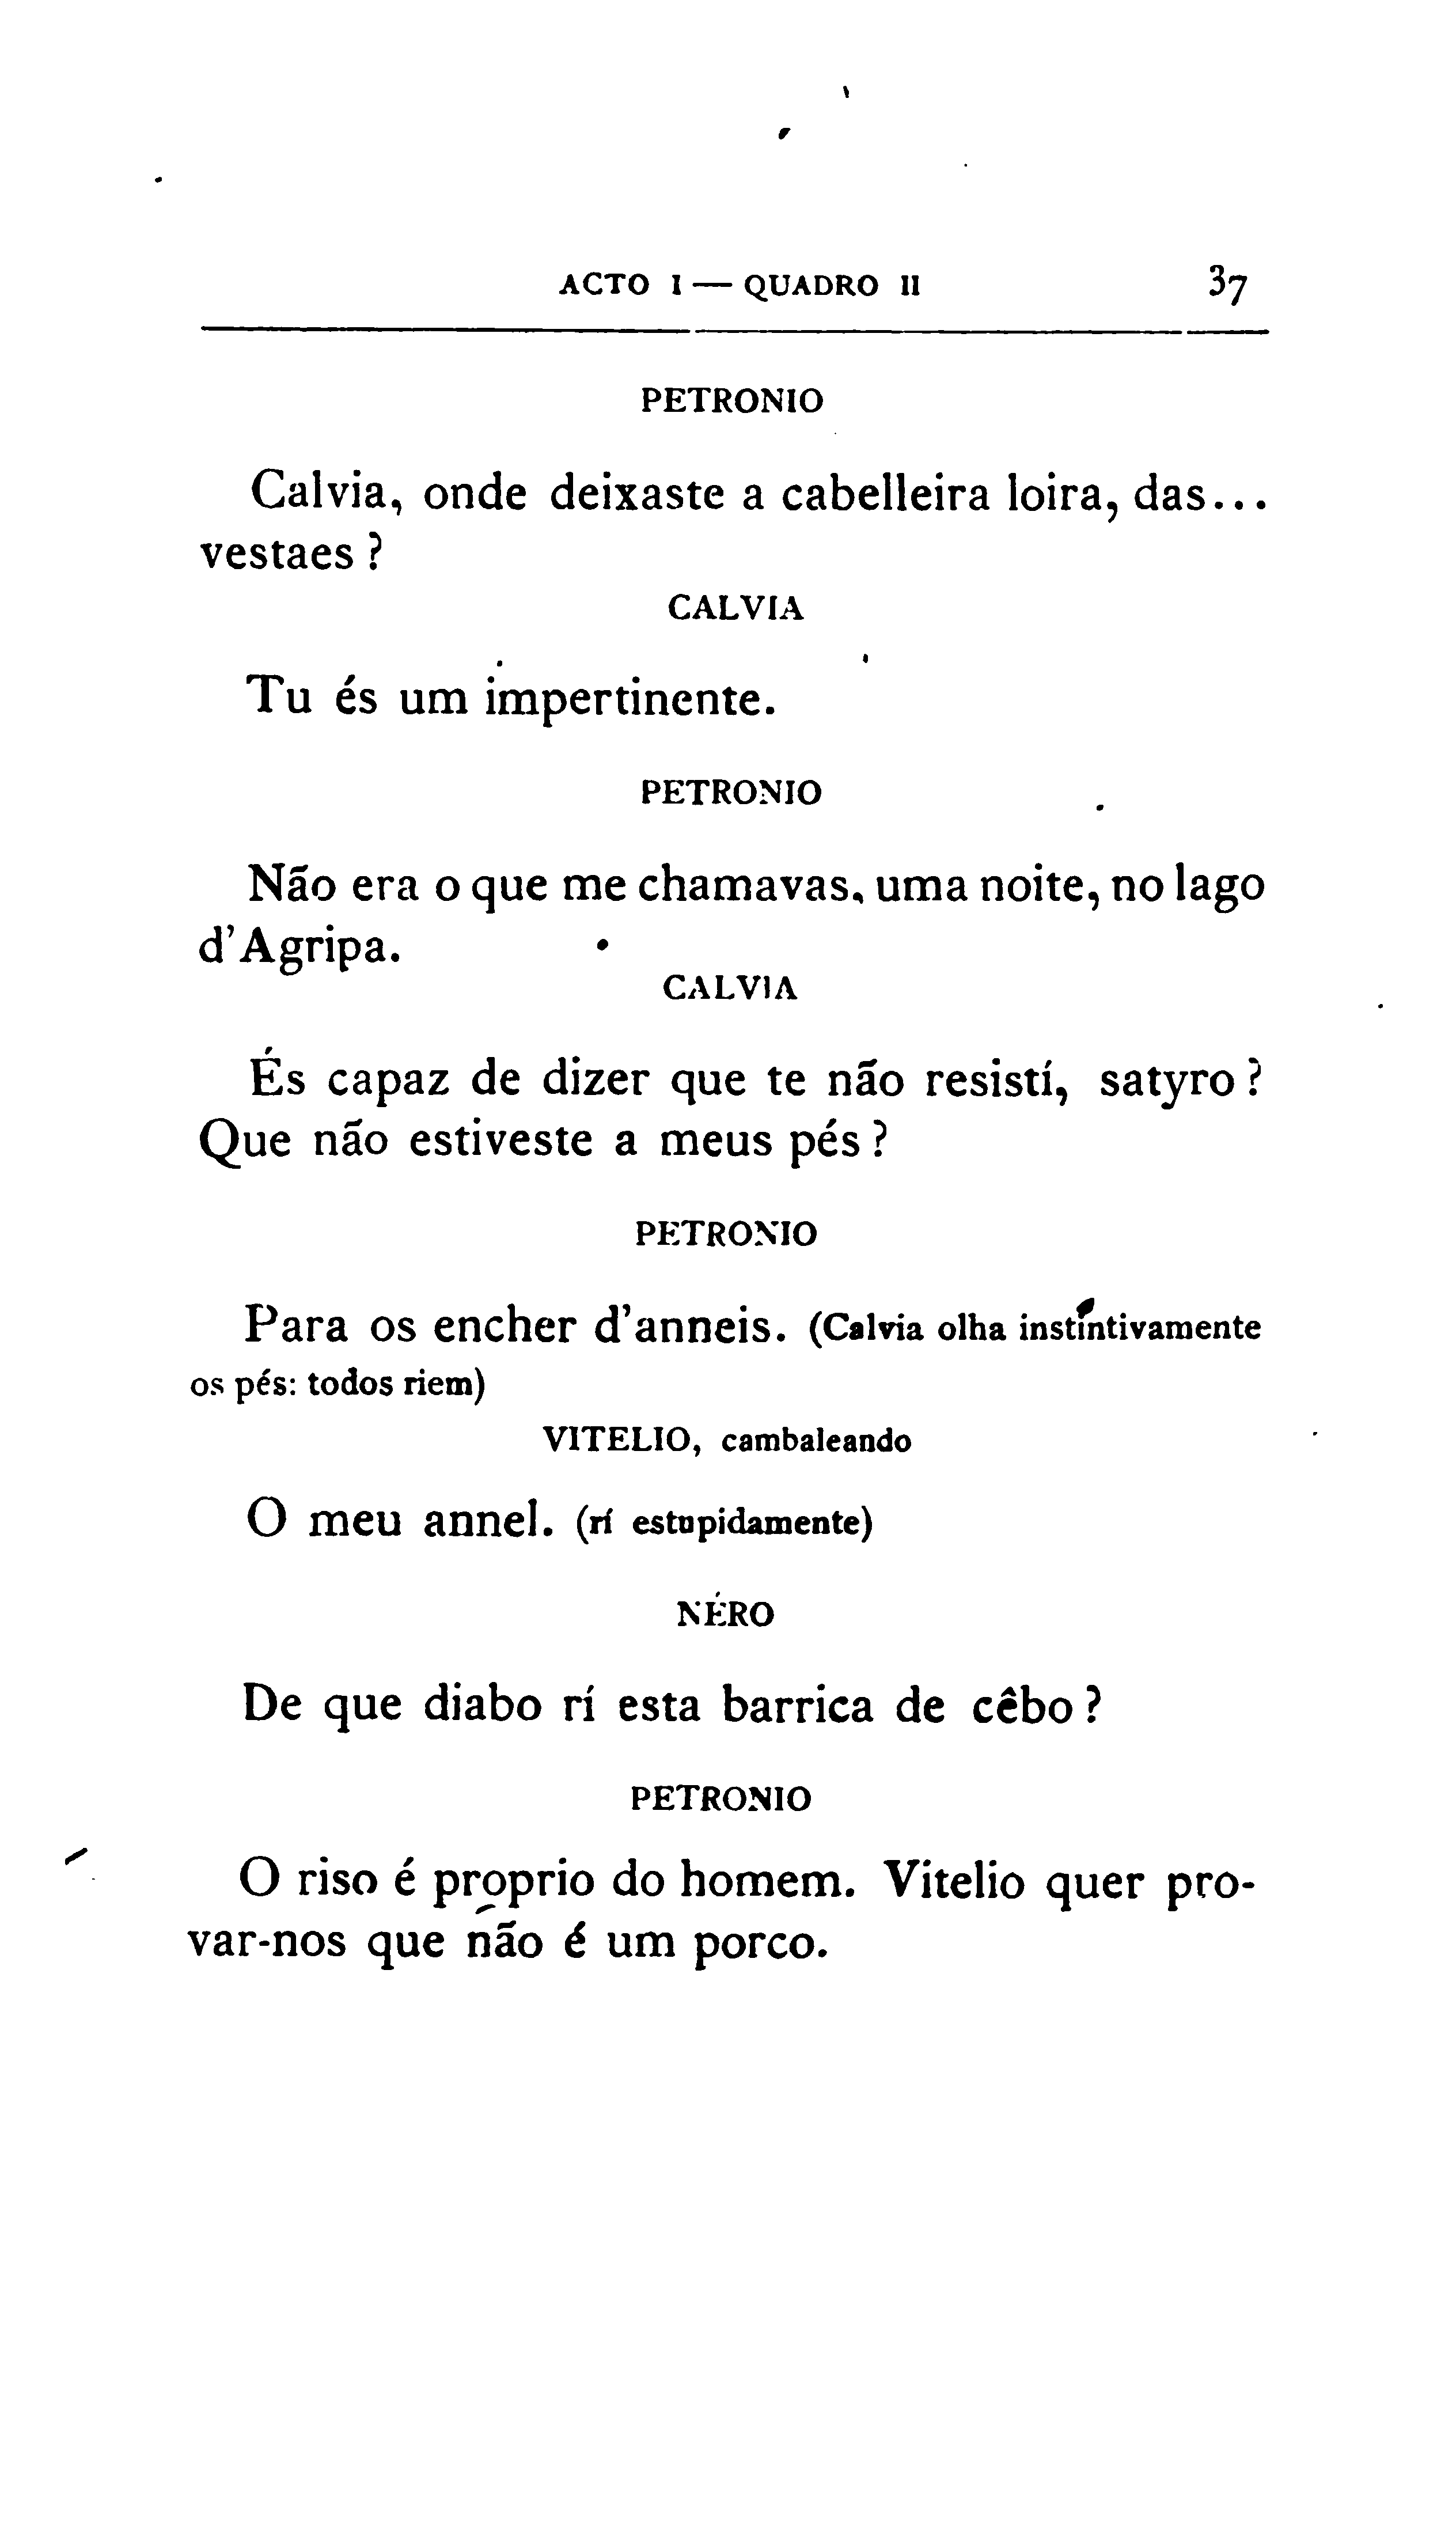 ACTO I — QUADRO II 37
PETRONIO
Calvia, onde deixaste a cabelleira loira, das...
vestaes ?
CALVIA
Tu és um impertinente.
PETRONIO
Não era o que me chamavas, uma noite, no lago
d'Agripa.
CALVIA
És capaz de dizer que te não resistí, satyro ?
Que não estiveste a meus pés ?
PETRONIO
Para os encher d'anneis. (Calvia olha instintivamente
os pés: todos riem)
VITELIO, cambaleando
O meu annel. (rí estupidamente)
NÉRO
De que diabo rí esta barrica de cêbo ?
PETRONIO
O riso é proprio do homem. Vitelio quer pro-
var-nos que não é um porco.